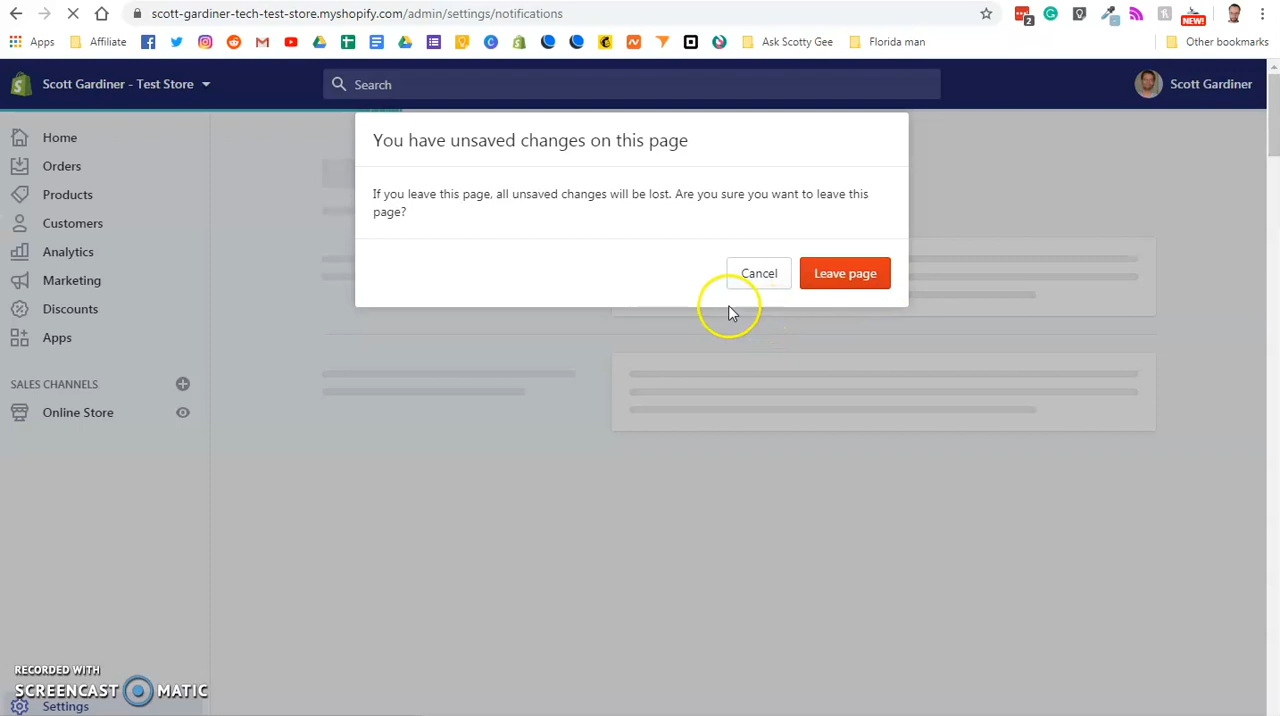 scott-gardiner-tech-test-store.myshopify.com/admin/settings/notifications
2
NEW!
Apps
Affiliate
Ask Scotty Gee
Florida man
Other bookmarks
Scott Gardiner - Test Store
Search
Scott Gardiner
You have unsaved changes on this page
If you leave this page, all unsaved changes will be lost. Are you sure you want to leave this
page?
Cancel
Leave page
Home
Orders
Products
Customers
Analytics
Marketing
Discounts
Apps
SALES CHANNELS
Online Store
RECORDED WITH
SCREENCAST MATIC
Settings